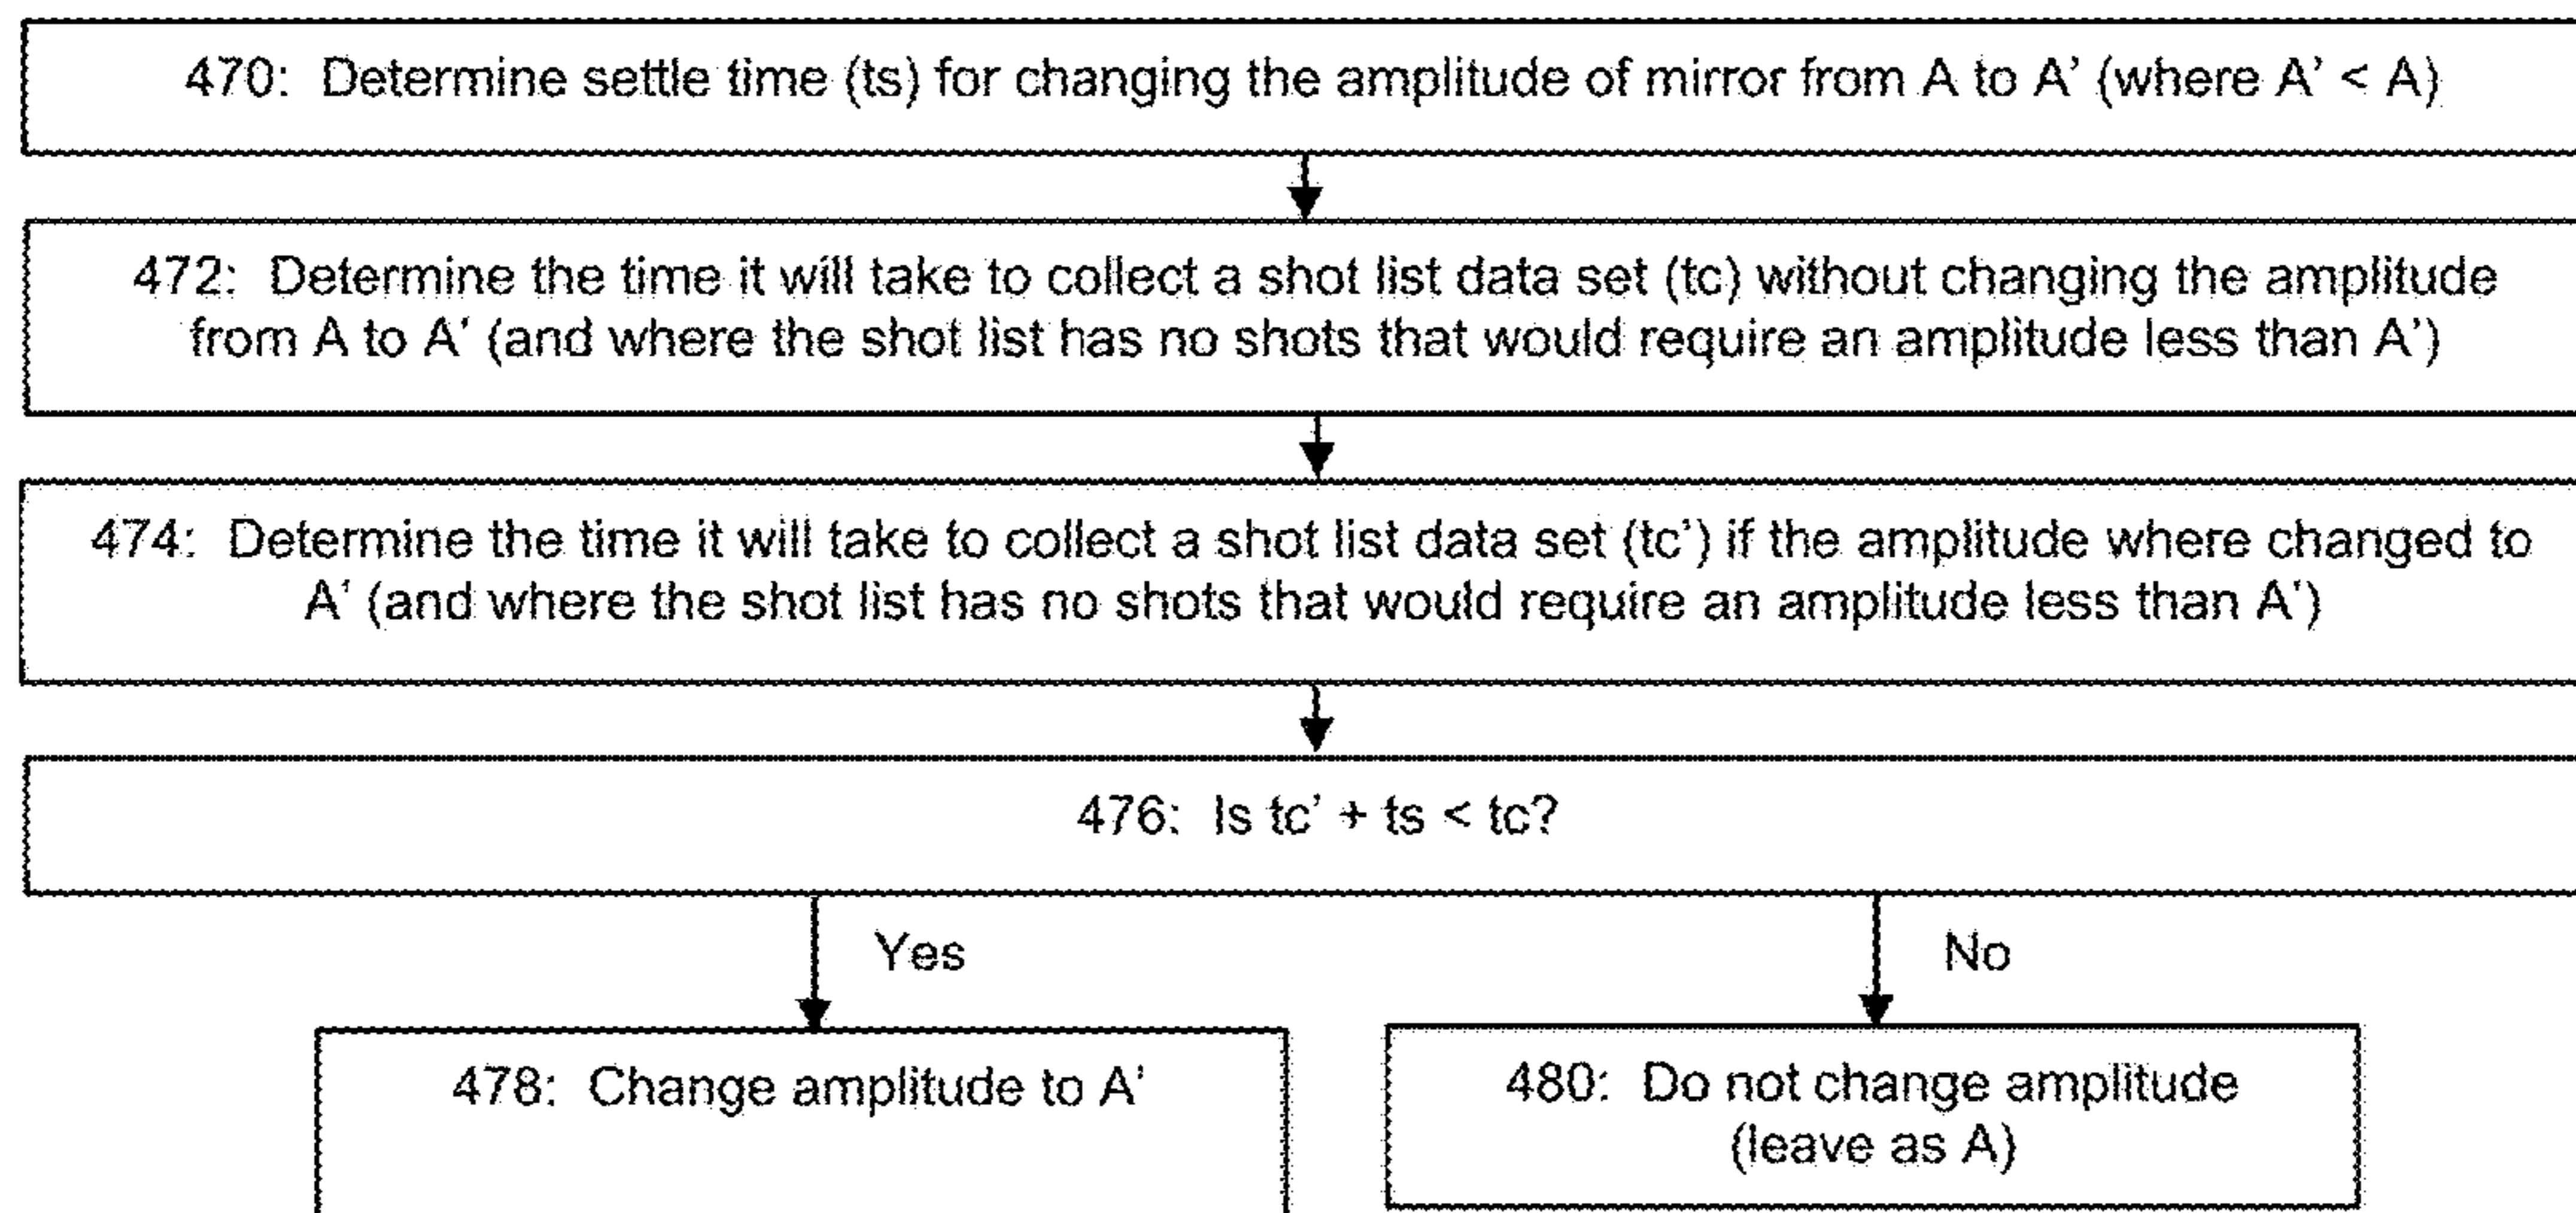 470: Determine settle time (ts) for changing the amplitude of mirror from A to A' (where A' < A)
472: Determine the time it will take to collect a shot list data set (tc) without changing the amplitude
from A to A' (and where the shot list has no shots that would require an amplitude less than A')
474: Determine the time it will take to collect a shot list data set (tc') if the amplitude where changed to
A' (and where the shot list has no shots that would require an amplitude less than A')
476: Is tc' + ts < tc?
Yes
No
478: Change amplitude to A'
480: Do not change amplitude
(leave as A)